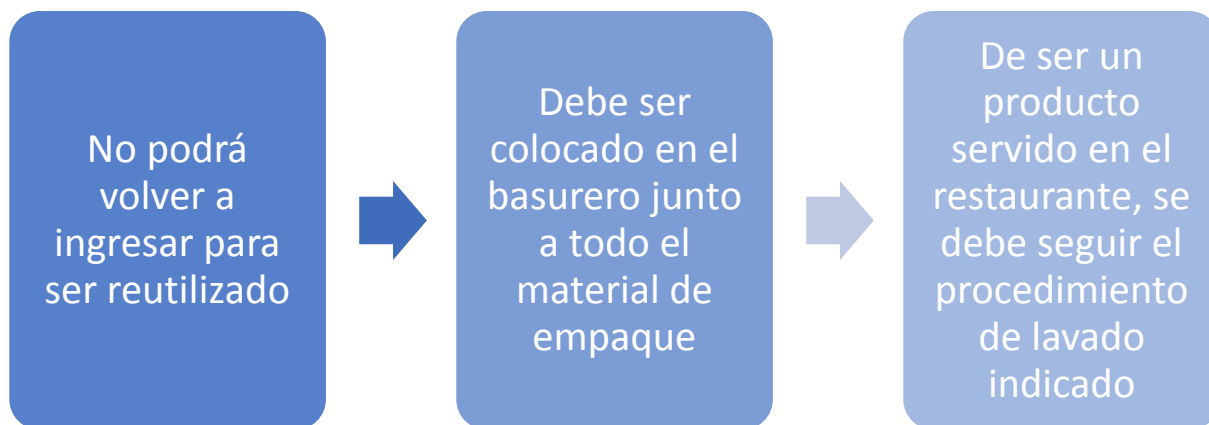 No podrá
volver a
ingresar para
ser reutilizado
Debe ser
colocado en el
basurero junto
a todo el
material de
empaque
De ser un
producto
servido en el
restaurante, se
debe seguir el
procedimiento
de lavado
indicado